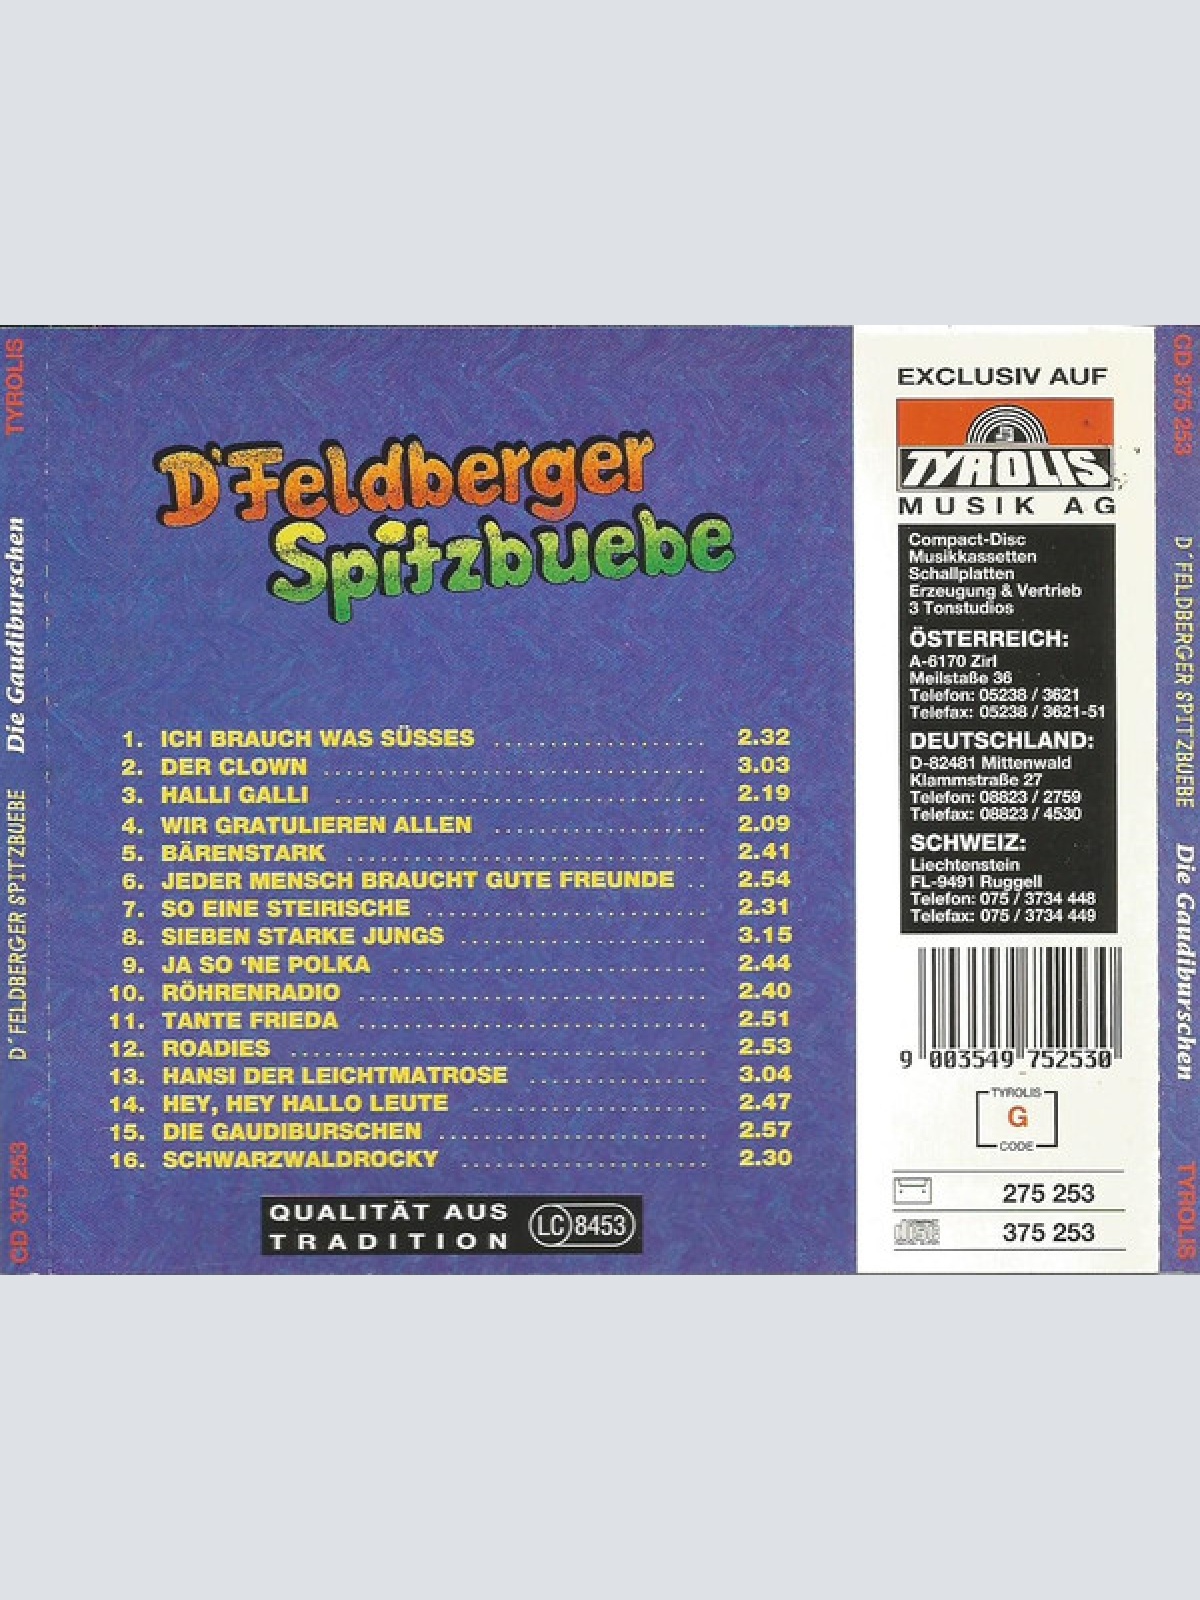 TYROLIS
Die Gaudiburschen
D´FELDBERGER SPITZBUEBE
CD 375 253
D'Feldberger
Spitzbuebe
1. ICH BRAUCH WAS SÜSSES .................... 2.32
2. DER CLOWN .................... 3.03
3. HALLI GALLI .................... 2.19
4. WIR GRATULIEREN ALLEN .................... 2.09
5. BÄRENSTARK .................... 2.41
6. JEDER MENSCH BRAUCHT GUTE FREUNDE .. 2.54
7. SO EINE STEIRISCHE .................... 2.31
8. SIEBEN STARKE JUNGS .................... 3.15
9. JA SO ‘NE POLKA .................... 2.44
10. RÖHRENRADIO .................... 2.40
11. TANTE FRIEDA .................... 2.51
12. ROADIES .................... 2.53
13. HANSI DER LEICHTMATROSE .................... 3.04
14. HEY, HEY HALLO LEUTE .................... 2.47
15. DIE GAUDIBURSCHEN .................... 2.57
16. SCHWARZWALDROCKY .................... 2.30
QUALITÄT AUS
TRADITION
LC 8453
EXCLUSIV AUF
TYROLIS
MUSIK AG
Compact-Disc
Musikkassetten
Schallplatten
Erzeugung & Vertrieb
3 Tonstudios
ÖSTERREICH:
A-6170 Zirl
Meilstaße 36
Telefon: 05238 / 3621
Telefax: 05238 / 3621-51
DEUTSCHLAND:
D-82481 Mittenwald
Klammstraße 27
Telefon: 08823 / 2759
Telefax: 08823 / 4530
SCHWEIZ:
Liechtenstein
FL-9491 Ruggell
Telefon: 075 / 3734 448
Telefax: 075 / 3734 449
9 003549 752530
TYROLIS
G
CODE
275 253
disc
375 253
CD 375 253
D´FELDBERGER SPITZBUEBE
Die Gaudiburschen
TYROLIS